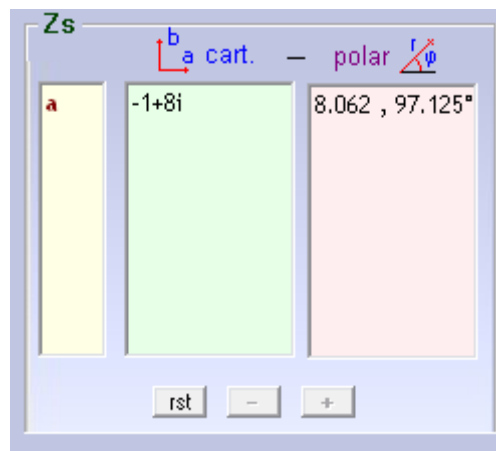 Zs
b
a cart. – polar r φ
a -1+8i 8.062 , 97.125°
rst - +